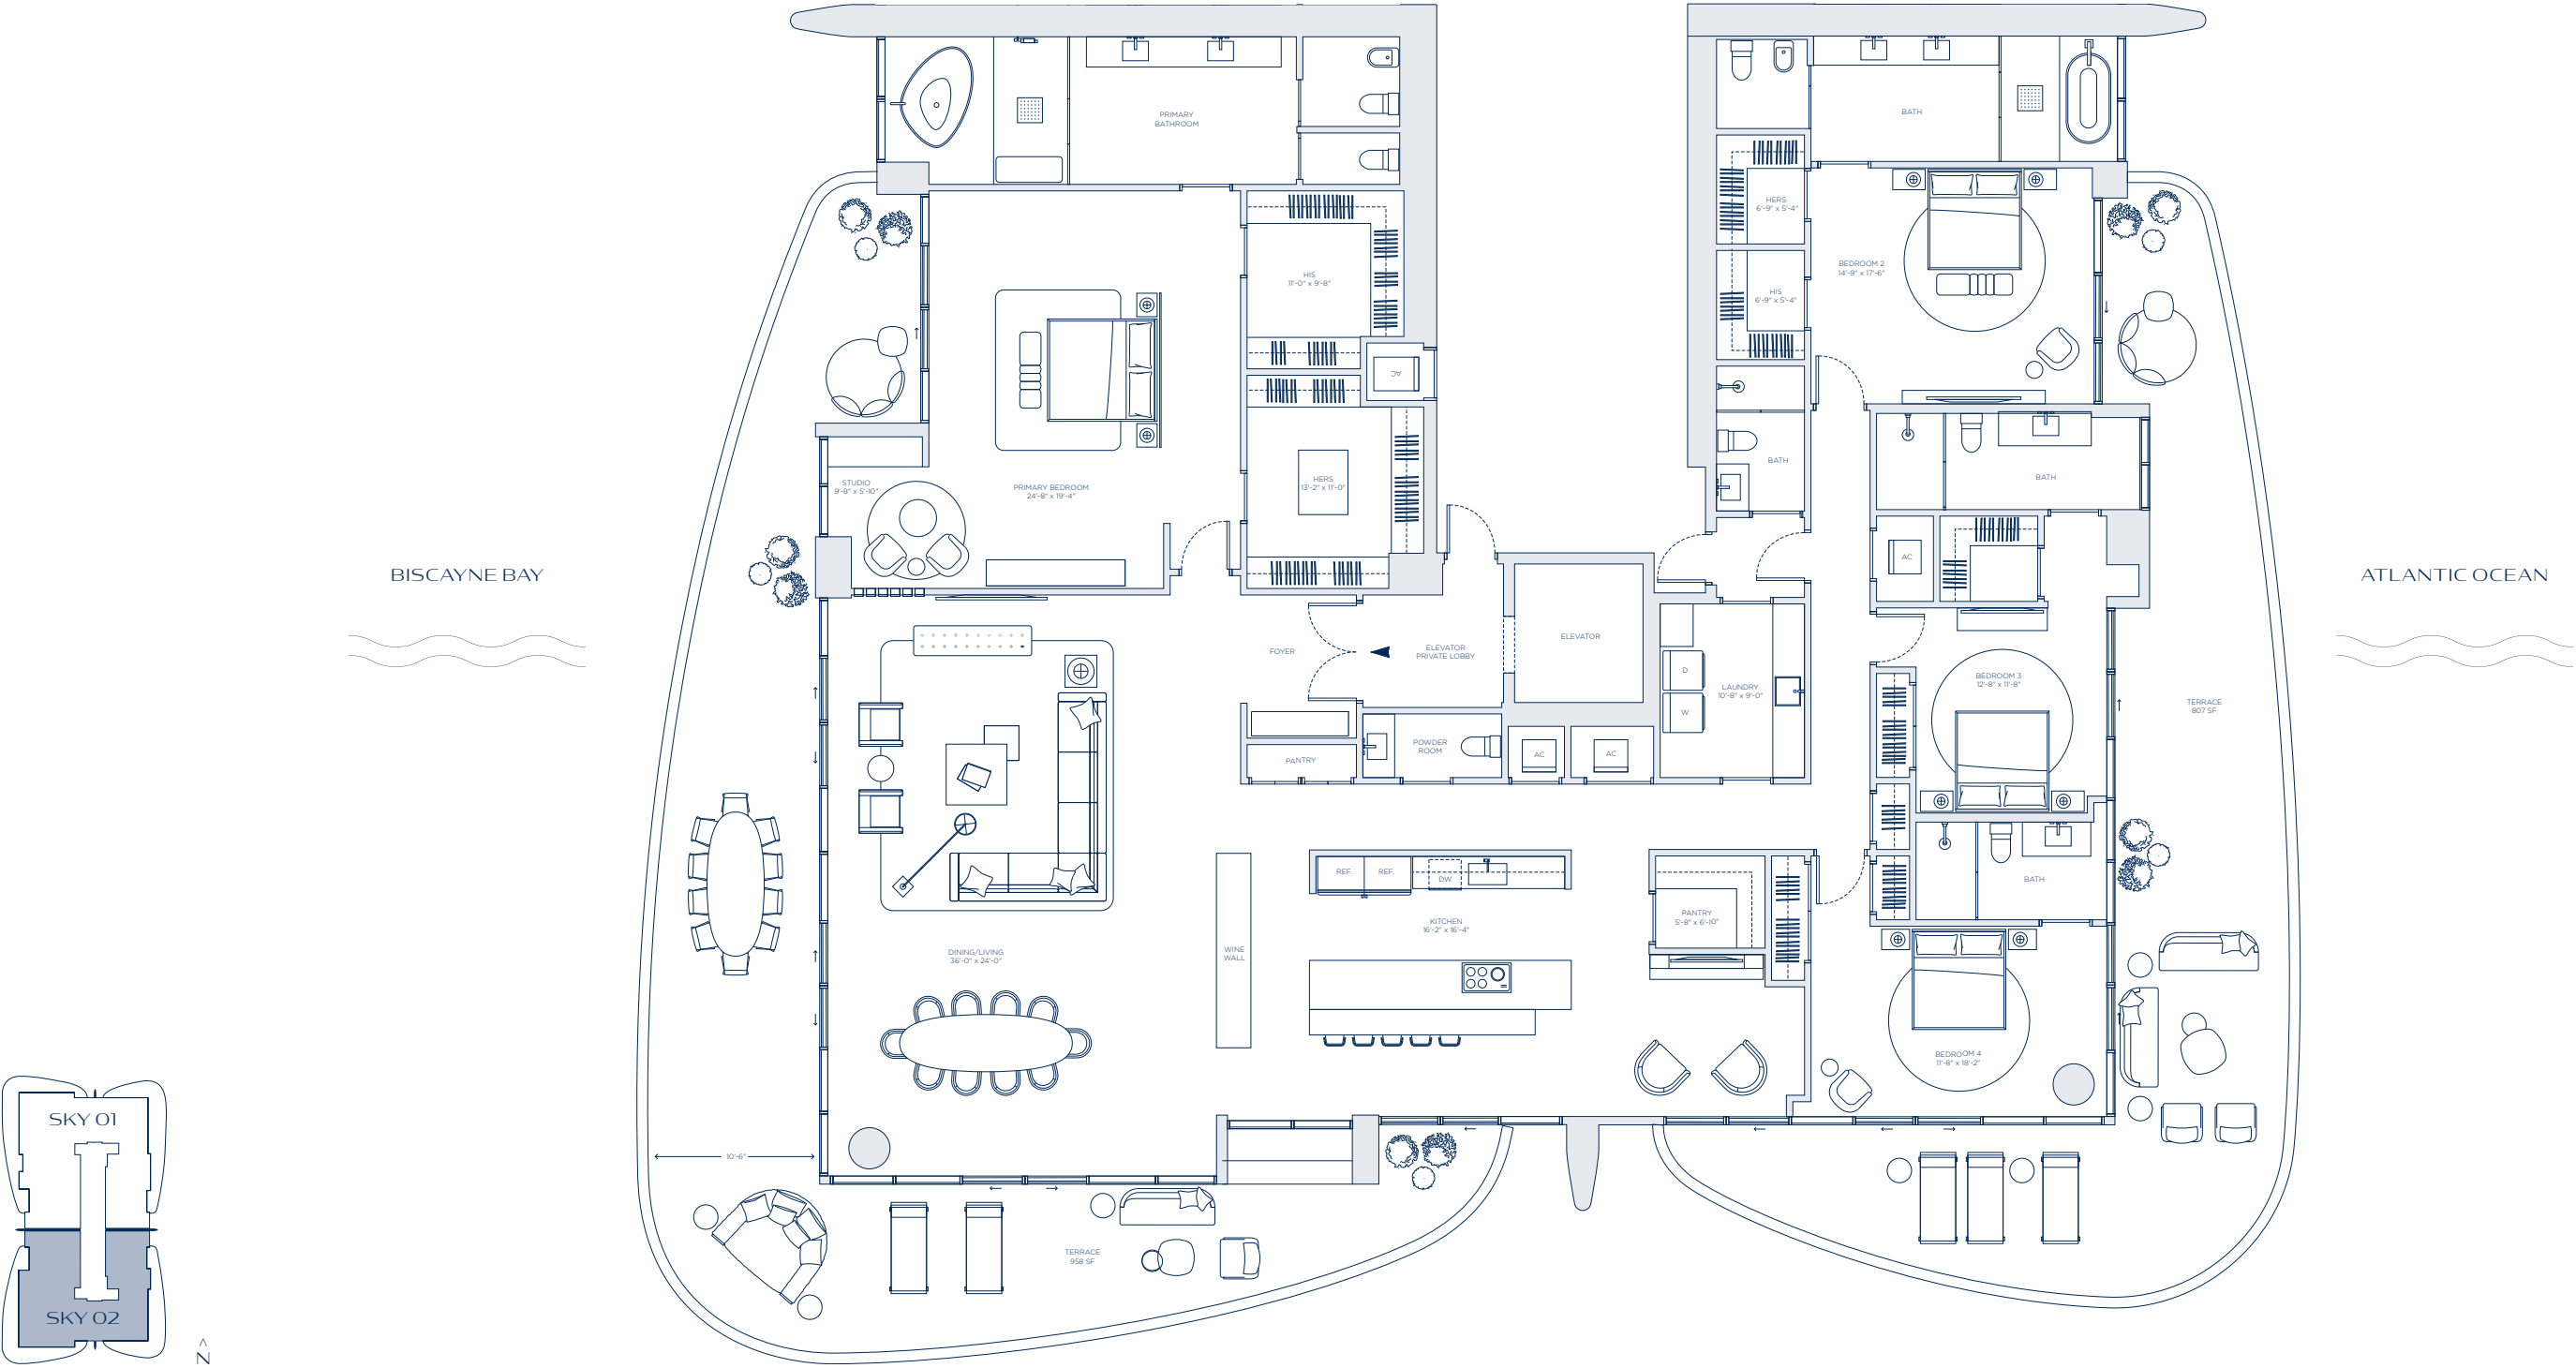 PRIMARY
BATHROOM
BATH
HERS
6'-9" x 5'-4"
HIS
11'-0" x 9'-8"
BEDROOM 2
14'-9" x 17'-6"
HIS
6'-9" x 5'-4"
AC
BATH
STUDIO
9'-8" x 5'-10"
PRIMARY BEDROOM
24'-8" x 19'-4"
HERS
13'-2" x 11'-0"
BATH
AC
BISCAYNE BAY
ATLANTIC OCEAN
FOYER
ELEVATOR
PRIVATE LOBBY
ELEVATOR
D
W
LAUNDRY
10'-8" x 9'-0"
BEDROOM 3
12'-8" x 11'-8"
TERRACE
807 SF
PANTRY
POWDER
ROOM
AC
AC
REF.
REF.
DW
BATH
KITCHEN
16'-2" x 16'-4"
PANTRY
5'-8" x 6'-10"
WINE
WALL
DINING/LIVING
36'-0" x 24'-0"
BEDROOM 4
11'-8" x 18'-2"
10'-6"
TERRACE
958 SF
SKY 01
SKY 02
N